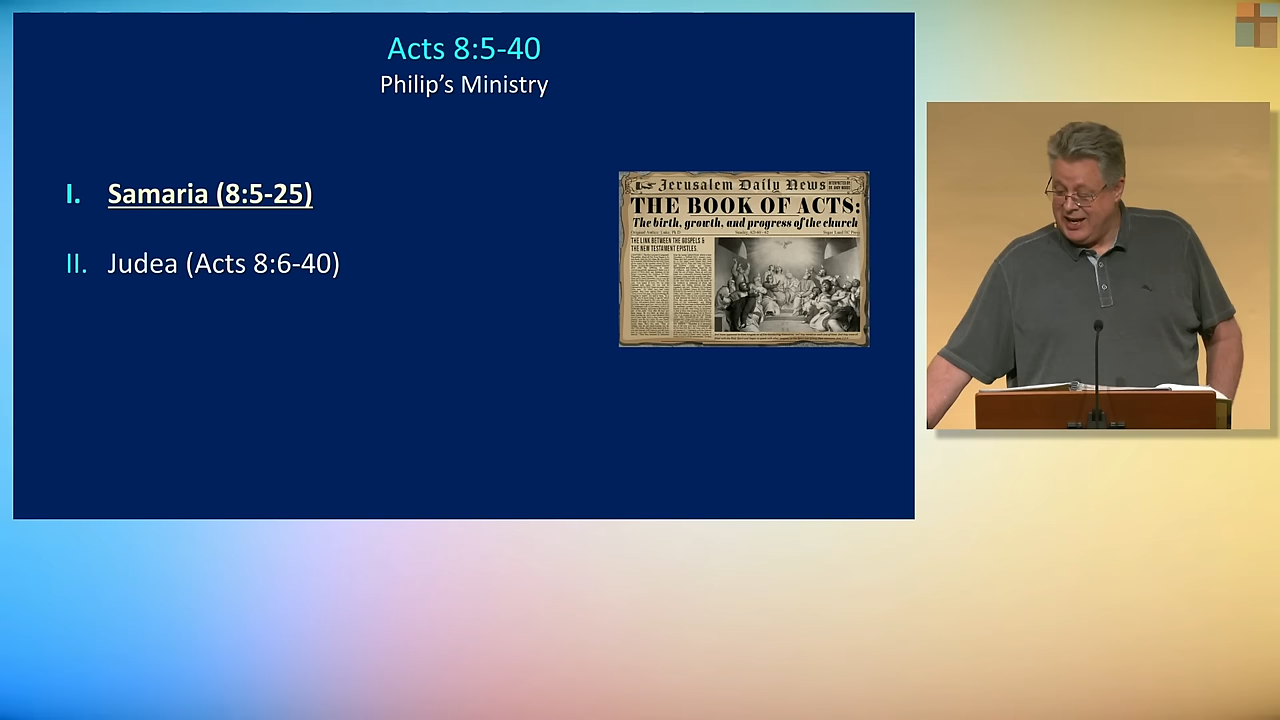 Acts 8:5-40
Philip’s Ministry
I. Samaria (8:5-25)
II. Judea (Acts 8:6-40)
Jerusalem Daily News
THE BOOK OF ACTS:
The birth, growth, and progress of the church
THE LINK BETWEEN THE GOSPELS &
THE NEW TESTAMENT EPISTLES